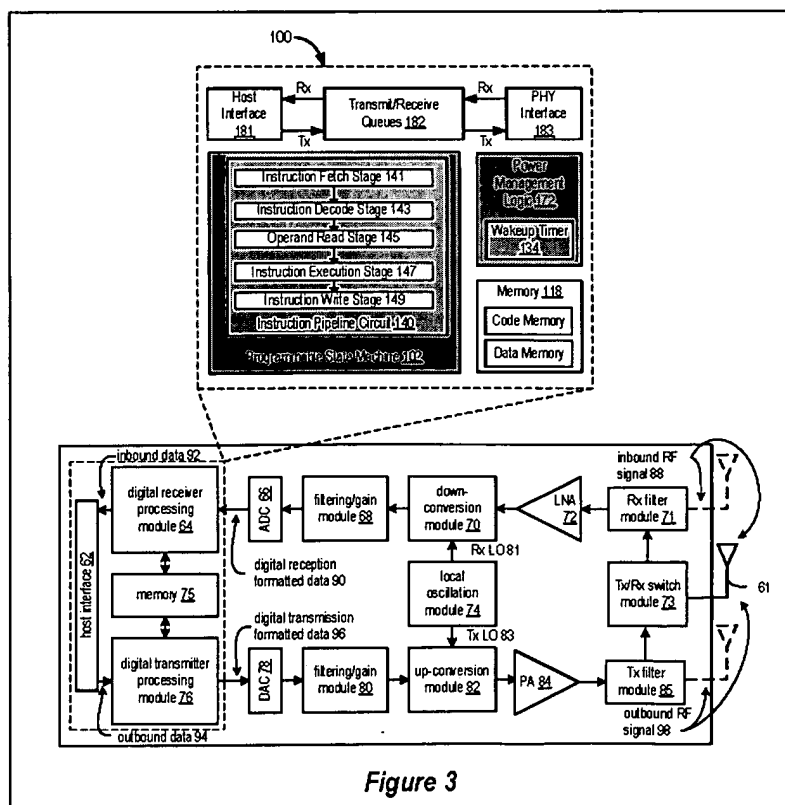 100
Host
Interface
181
Rx
Tx
Transmit/Receive
Queues 182
Rx
Tx
PHY
Interface
183
Instruction Fetch Stage 141
Instruction Decode Stage 143
Operand Read Stage 145
Instruction Execution Stage 147
Instruction Write Stage 149
Instruction Pipeline Circuit 140
Programmable State Machine 102
Power
Management
Logic 172
Wakeup Timer
134
Memory 118
Code Memory
Data Memory
inbound data 92
host interface 62
digital receiver
processing
module 64
memory 75
digital transmitter
processing
module 76
outbound data 94
ADC 66
digital reception
formatted data 90
digital transmission
formatted data 96
DAC 78
filtering/gain
module 68
filtering/gain
module 80
down-
conversion
module 70
Rx LO 81
local
oscillation
module 74
Tx LO 83
up-conversion
module 82
LNA
72
PA 84
inbound RF
signal 88
Rx filter
module 71
Tx/Rx switch
module 73
61
Tx filter
module 85
outbound RF
signal 98
Figure 3